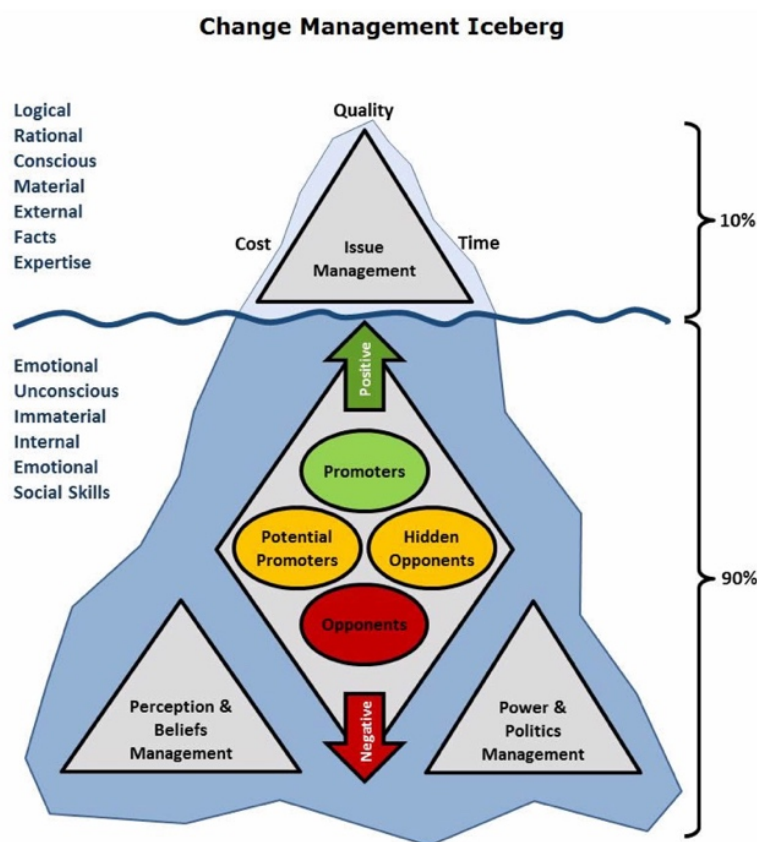 Change Management Iceberg
Logical
Rational
Conscious
Material
External
Facts
Expertise
Quality
Cost
Time
Issue
Management
10%
Emotional
Unconscious
Immaterial
Internal
Emotional
Social Skills
Positive
Promoters
Potential
Promoters
Hidden
Opponents
Opponents
Negative
Perception &
Beliefs
Management
Power &
Politics
Management
90%